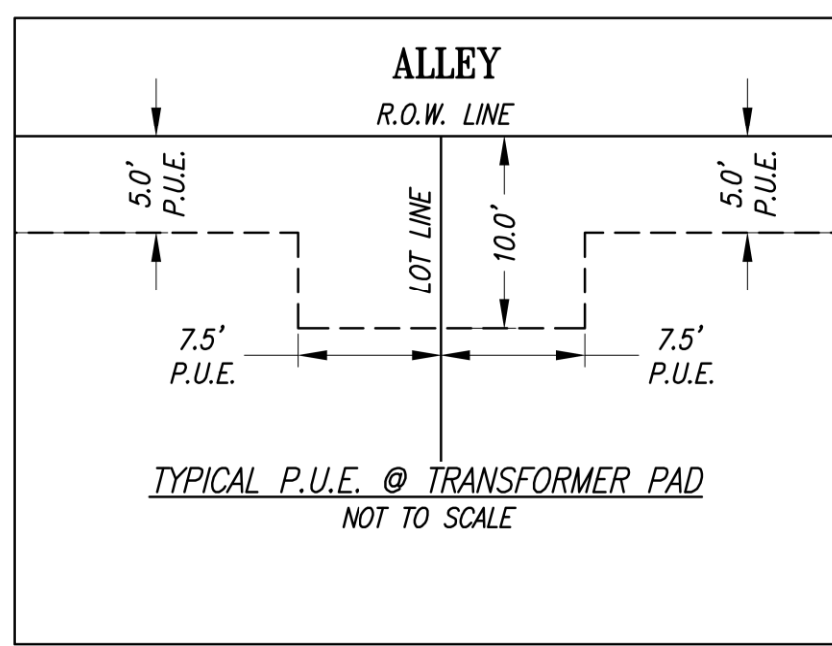 ALLEY
R.O.W. LINE
5.0'
P.U.E.
LOT LINE
10.0'
5.0'
P.U.E.
7.5'
P.U.E.
7.5'
P.U.E.
TYPICAL P.U.E. @ TRANSFORMER PAD
NOT TO SCALE